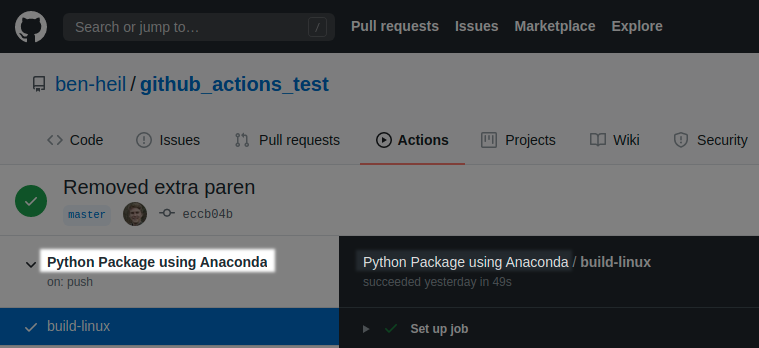 Search or jump to… / Pull requests Issues Marketplace Explore
ben-heil / github_actions_test
Code Issues Pull requests Actions Projects Wiki Security
Removed extra paren
master eccb04b
Python Package using Anaconda
on: push
build-linux
Python Package using Anaconda / build-linux
succeeded yesterday in 49s
Set up job